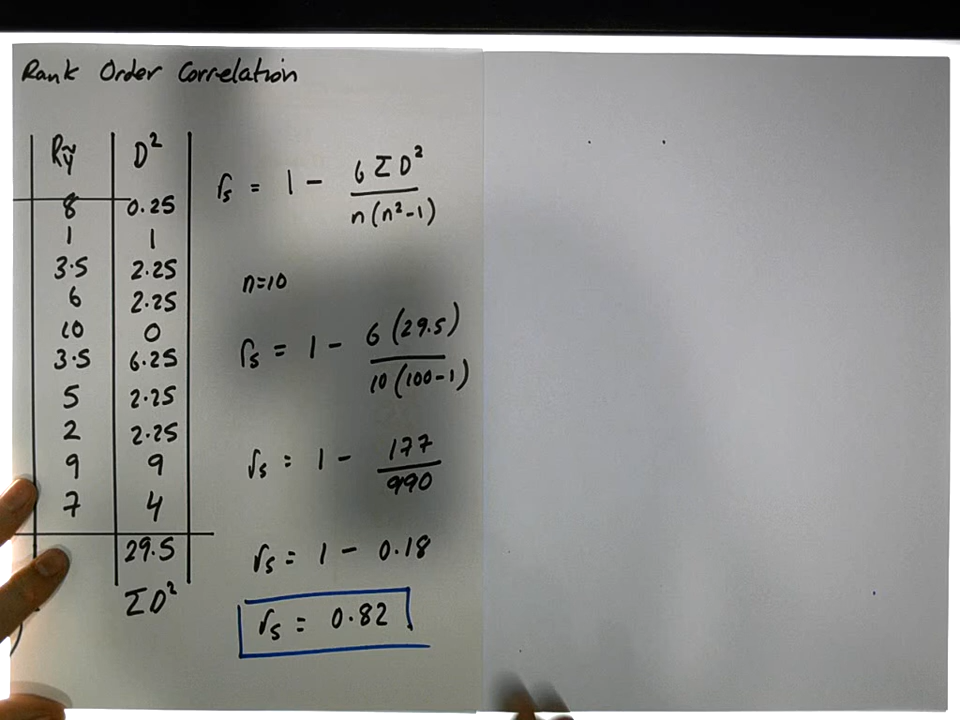 Rank Order Correlation
Rỹ D²
8 0.25
1 1
3.5 2.25
6 2.25
10 0
3.5 6.25
5 2.25
2 2.25
9 9
7 4
29.5
ΣD²
rs = 1 - 6ΣD² / n(n²-1)
n=10
rs = 1 - 6(29.5) / 10(100-1)
rs = 1 - 177 / 990
rs = 1 - 0.18
rs = 0.82